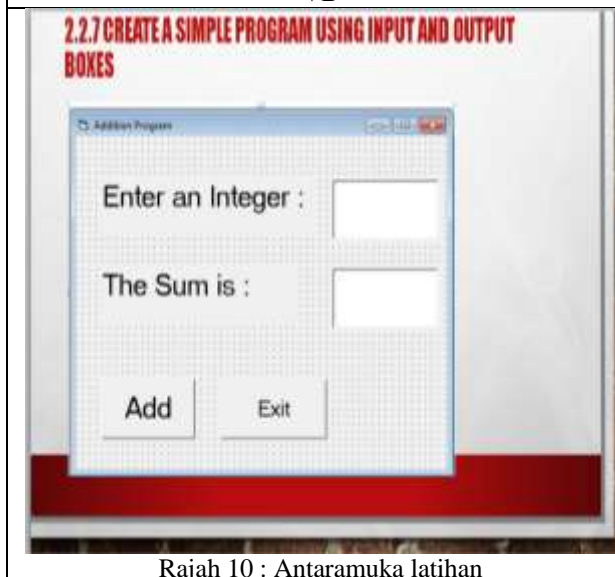 2.2.7 CREATE A SIMPLE PROGRAM USING INPUT AND OUTPUT
BOXES
Addition Program
Enter an Integer :
The Sum is :
Add
Exit
Rajah 10 : Antaramuka latihan